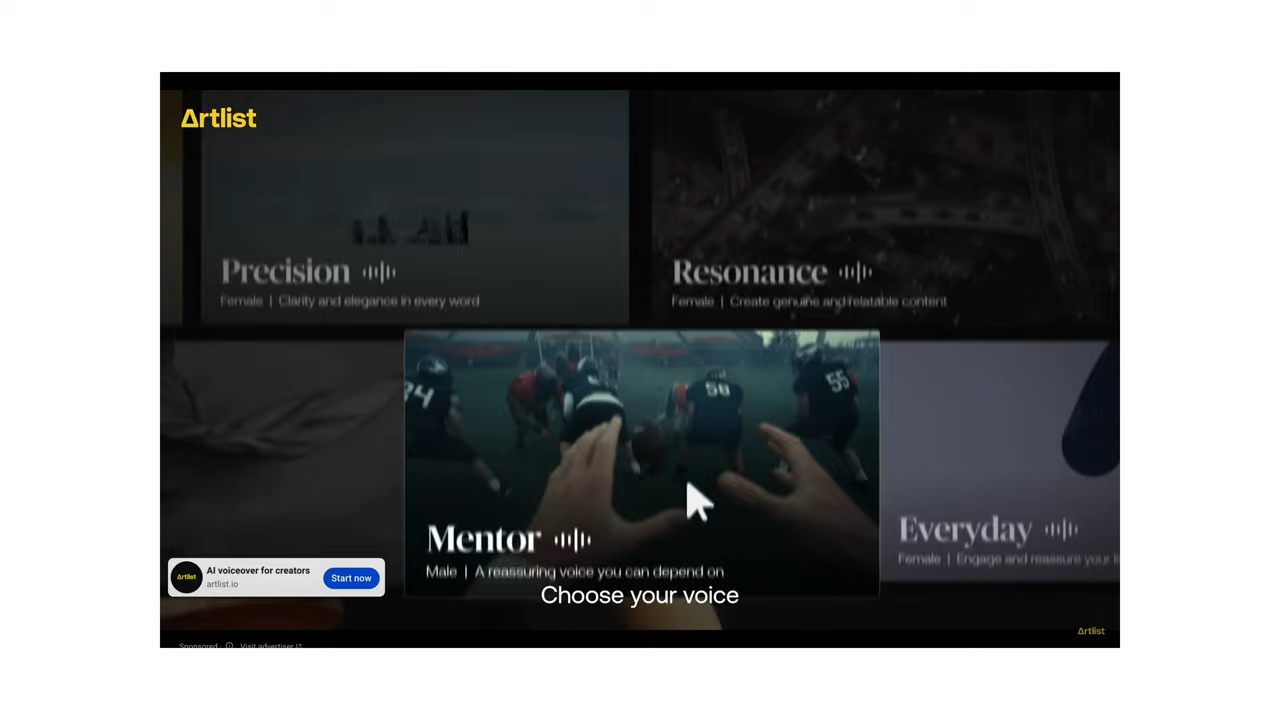 Artlist
Precision
Female | Clarity and elegance in every word
Resonance
Female | Create genuine and relatable content
34
58
55
Mentor
Male | A reassuring voice you can depend on
Everyday
Female | Engage and reassure your
Choose your voice
Artlist
AI voiceover for creators
artlist.io
Start now
Artlist
Sponsored
Visit advertiser